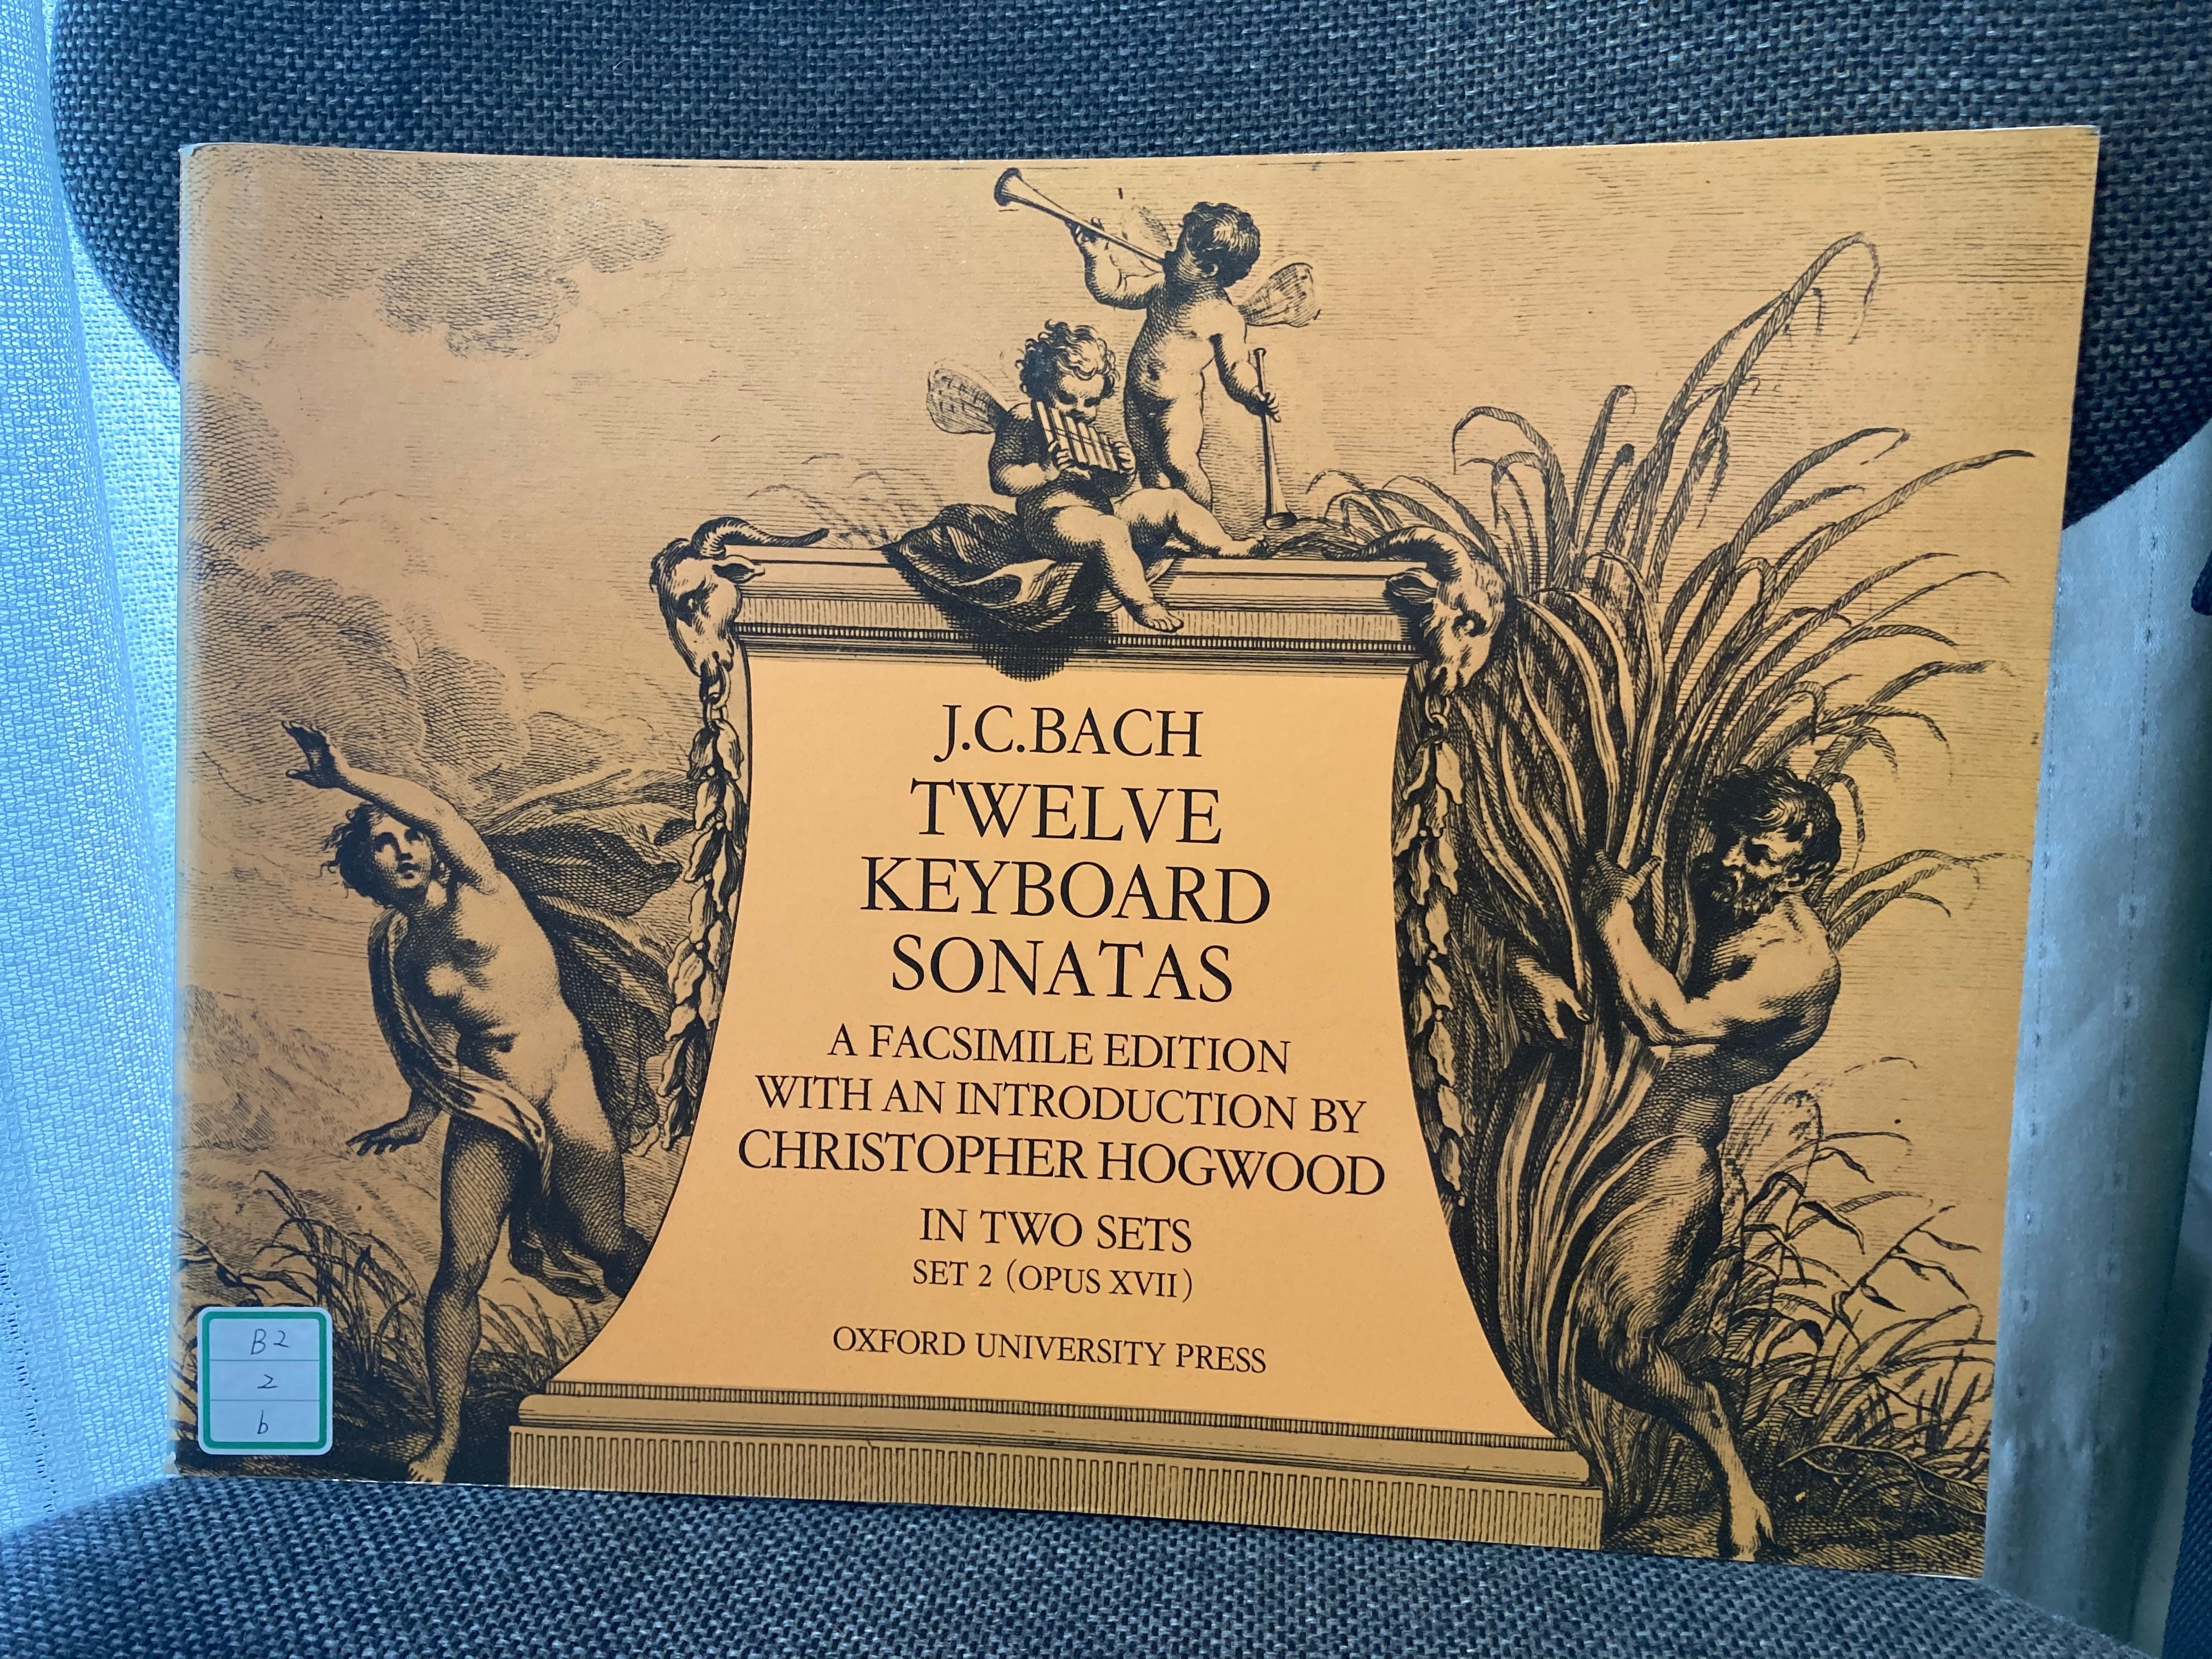 J.C.BACH
TWELVE
KEYBOARD
SONATAS
A FACSIMILE EDITION
WITH AN INTRODUCTION BY
CHRISTOPHER HOGWOOD
IN TWO SETS
SET 2 (OPUS XVII)
OXFORD UNIVERSITY PRESS
B2
2
b